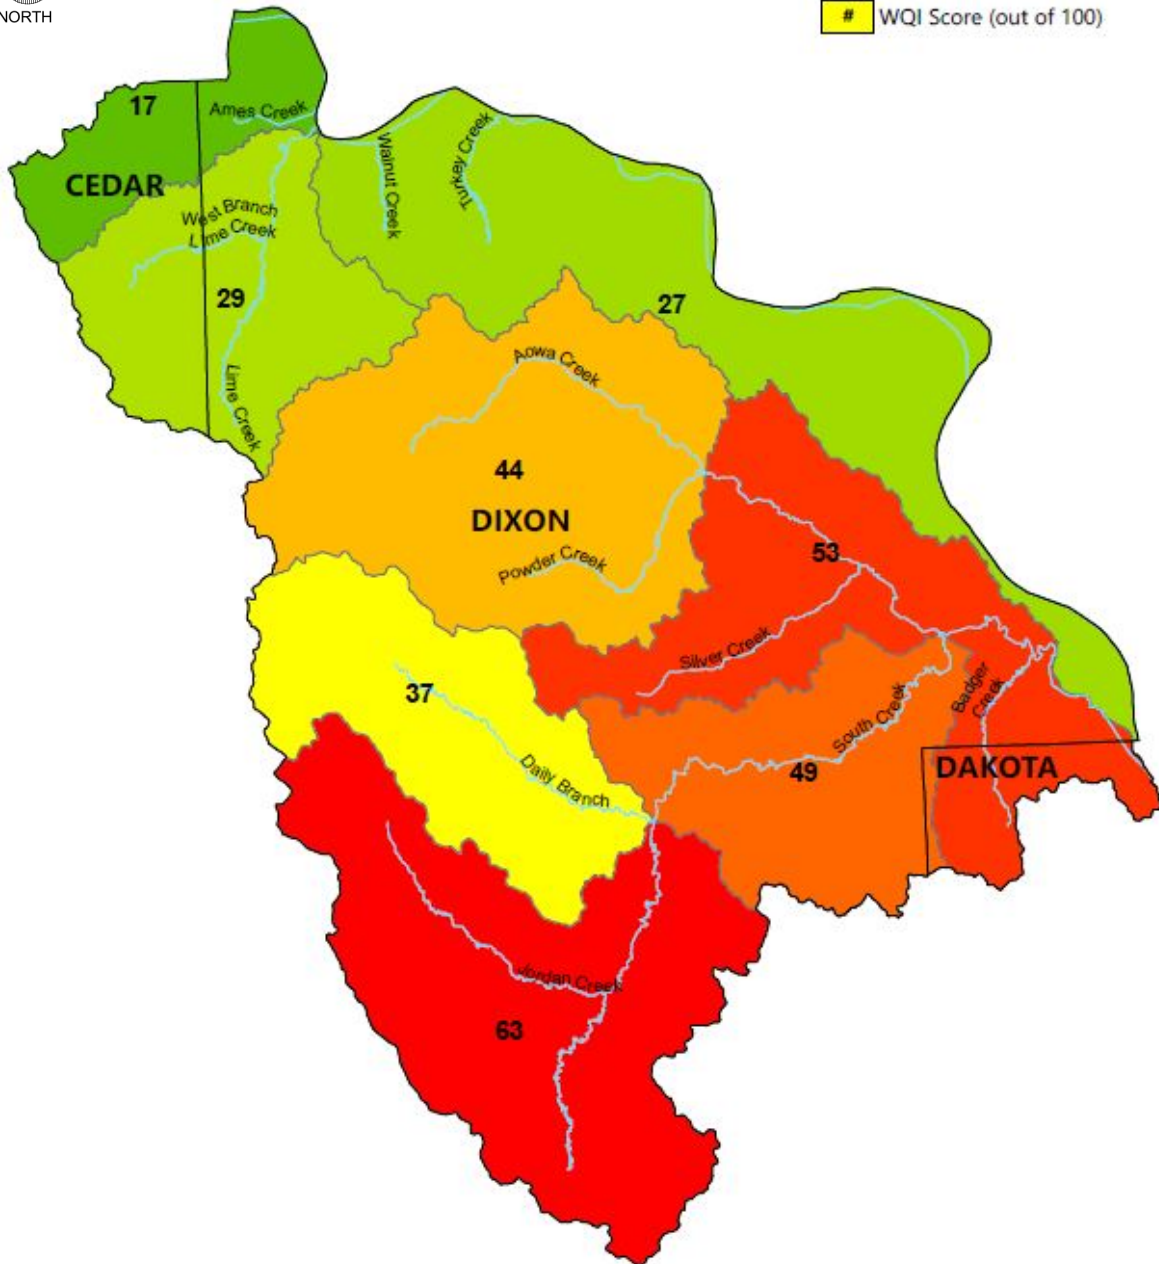 NORTH
# WQI Score (out of 100)
17
Ames Creek
CEDAR
Walnut Creek
Turkey Creek
West Branch
Lime Creek
29
27
Lime Creek
Aowa Creek
44
DIXON
Powder Creek
53
Silver Creek
37
South Creek
Badger
Creek
Daily Branch
49
DAKOTA
Jordan Creek
63